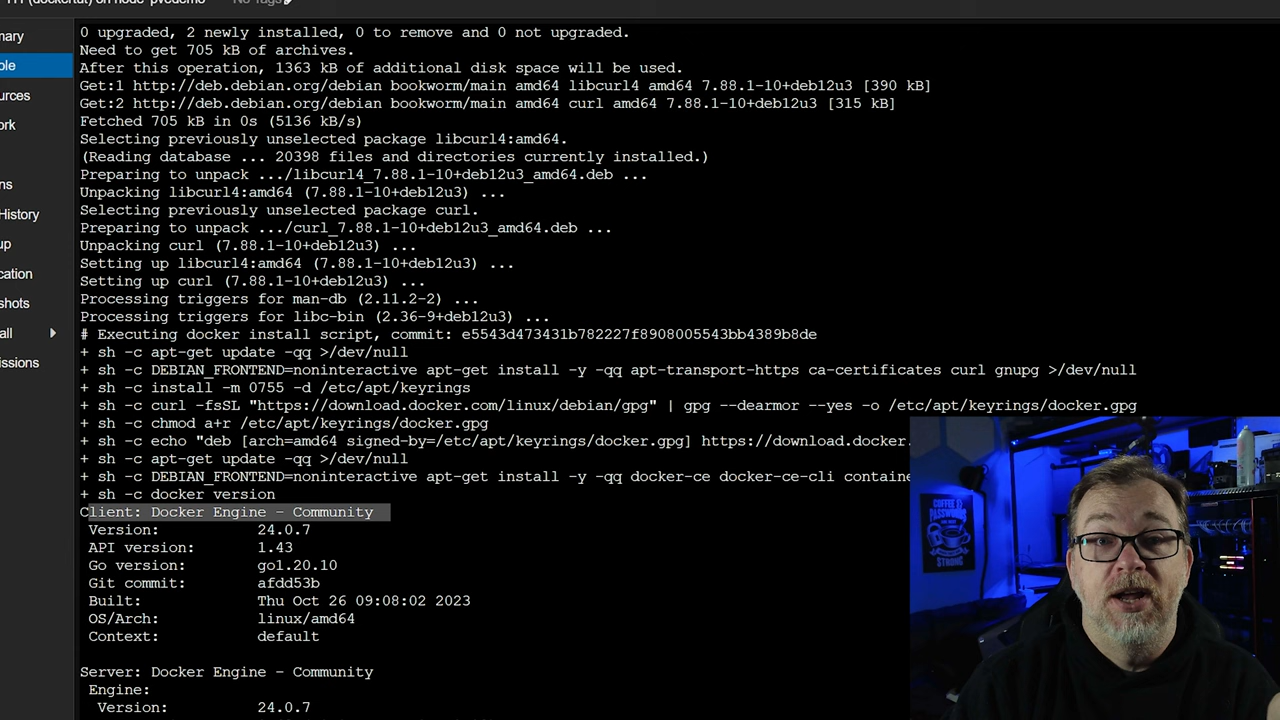 (dockertut) on node 'pvedemo'
No Tags
mary
ole
urces
ork
ns
History
up
cation
shots
all
issions
0 upgraded, 2 newly installed, 0 to remove and 0 not upgraded.
Need to get 705 kB of archives.
After this operation, 1363 kB of additional disk space will be used.
Get:1 http://deb.debian.org/debian bookworm/main amd64 libcurl4 amd64 7.88.1-10+deb12u3 [390 kB]
Get:2 http://deb.debian.org/debian bookworm/main amd64 curl amd64 7.88.1-10+deb12u3 [315 kB]
Fetched 705 kB in 0s (5136 kB/s)
Selecting previously unselected package libcurl4:amd64.
(Reading database ... 20398 files and directories currently installed.)
Preparing to unpack .../libcurl4_7.88.1-10+deb12u3_amd64.deb ...
Unpacking libcurl4:amd64 (7.88.1-10+deb12u3) ...
Selecting previously unselected package curl.
Preparing to unpack .../curl_7.88.1-10+deb12u3_amd64.deb ...
Unpacking curl (7.88.1-10+deb12u3) ...
Setting up libcurl4:amd64 (7.88.1-10+deb12u3) ...
Setting up curl (7.88.1-10+deb12u3) ...
Processing triggers for man-db (2.11.2-2) ...
Processing triggers for libc-bin (2.36-9+deb12u3) ...
# Executing docker install script, commit: e5543d473431b782227f8908005543bb4389b8de
+ sh -c apt-get update -qq >/dev/null
+ sh -c DEBIAN_FRONTEND=noninteractive apt-get install -y -qq apt-transport-https ca-certificates curl gnupg >/dev/null
+ sh -c install -m 0755 -d /etc/apt/keyrings
+ sh -c curl -fsSL "https://download.docker.com/linux/debian/gpg" | gpg --dearmor --yes -o /etc/apt/keyrings/docker.gpg
+ sh -c chmod a+r /etc/apt/keyrings/docker.gpg
+ sh -c echo "deb [arch=amd64 signed-by=/etc/apt/keyrings/docker.gpg] https://download.docker.
+ sh -c apt-get update -qq >/dev/null
+ sh -c DEBIAN_FRONTEND=noninteractive apt-get install -y -qq docker-ce docker-ce-cli containe
+ sh -c docker version
Client: Docker Engine - Community
Version: 24.0.7
API version: 1.43
Go version: go1.20.10
Git commit: afdd53b
Built: Thu Oct 26 09:08:02 2023
OS/Arch: linux/amd64
Context: default
Server: Docker Engine - Community
Engine:
Version: 24.0.7
COFFEE
PASSWORDS
STRONG